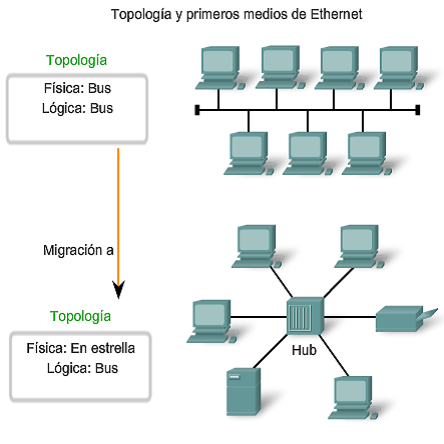 Topología y primeros medios de Ethernet
Topología
Física: Bus
Lógica: Bus
Migración a
Topología
Física: En estrella
Lógica: Bus
Hub